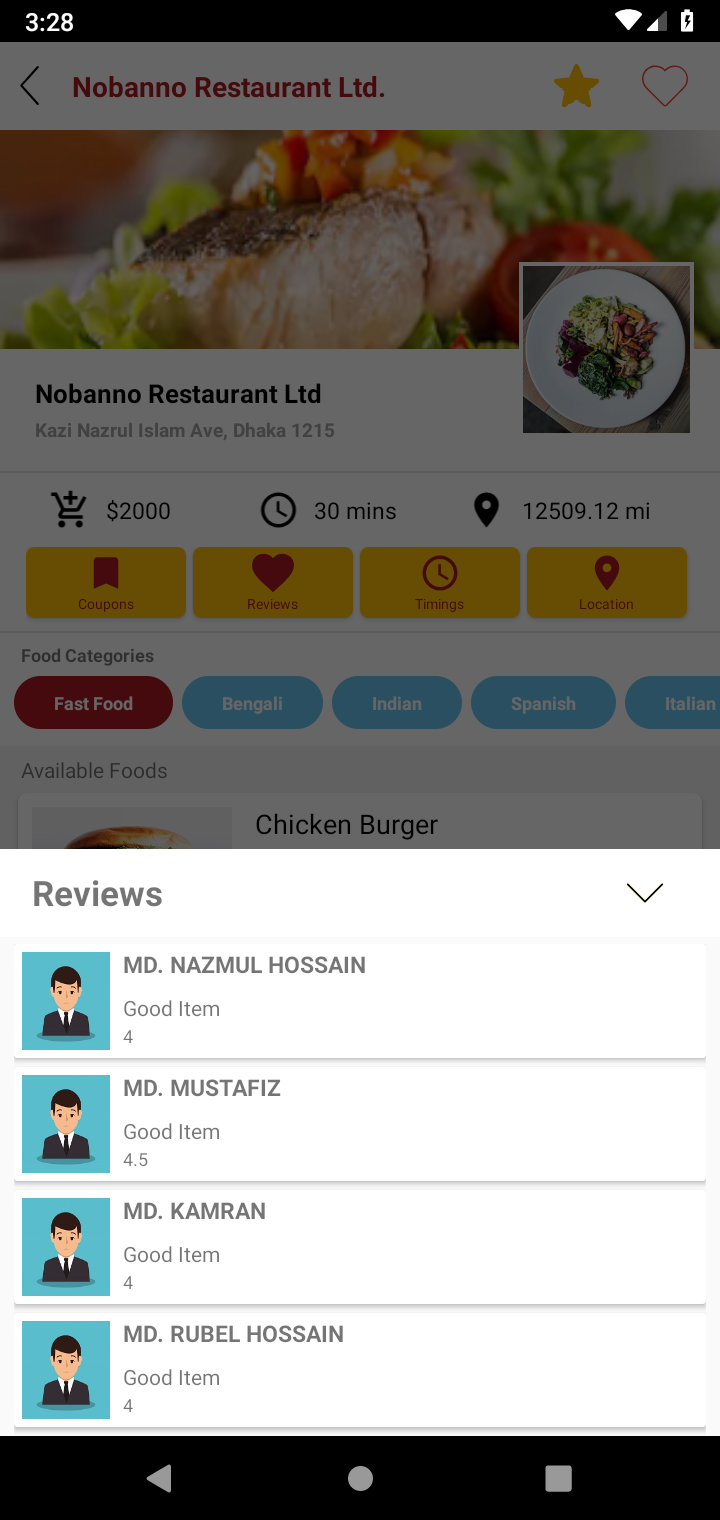 3:28
Nobanno Restaurant Ltd.
Nobanno Restaurant Ltd
Kazi Nazrul Islam Ave, Dhaka 1215
$2000 30 mins 12509.12 mi
Coupons Reviews Timings Location
Food Categories
Fast Food Bengali Indian Spanish Italian
Available Foods
Chicken Burger
Reviews
MD. NAZMUL HOSSAIN
Good Item
4
MD. MUSTAFIZ
Good Item
4.5
MD. KAMRAN
Good Item
4
MD. RUBEL HOSSAIN
Good Item
4